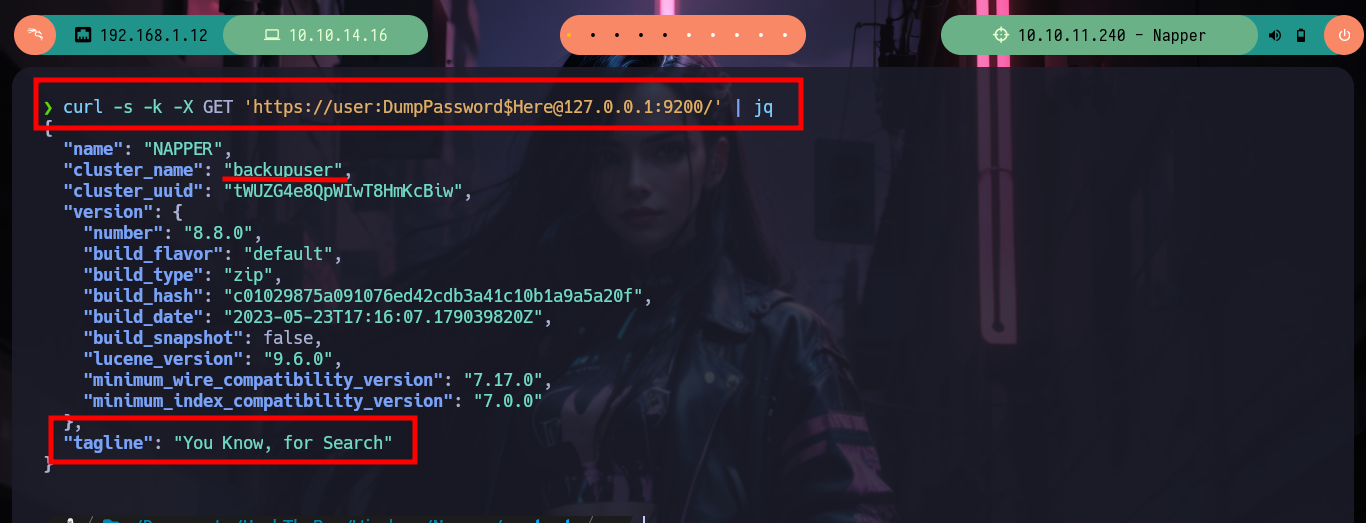 192.168.1.12 10.10.14.16 10.10.11.240 - Napper
❯ curl -s -k -X GET 'https://user:DumpPassword$Here@127.0.0.1:9200/' | jq
{
"name": "NAPPER",
"cluster_name": "backupuser",
"cluster_uuid": "tWUZG4e8QpWIwT8HmKcBiw",
"version": {
"number": "8.8.0",
"build_flavor": "default",
"build_type": "zip",
"build_hash": "c01029875a091076ed42cdb3a41c10b1a9a5a20f",
"build_date": "2023-05-23T17:16:07.179039820Z",
"build_snapshot": false,
"lucene_version": "9.6.0",
"minimum_wire_compatibility_version": "7.17.0",
"minimum_index_compatibility_version": "7.0.0"
},
"tagline": "You Know, for Search"
}